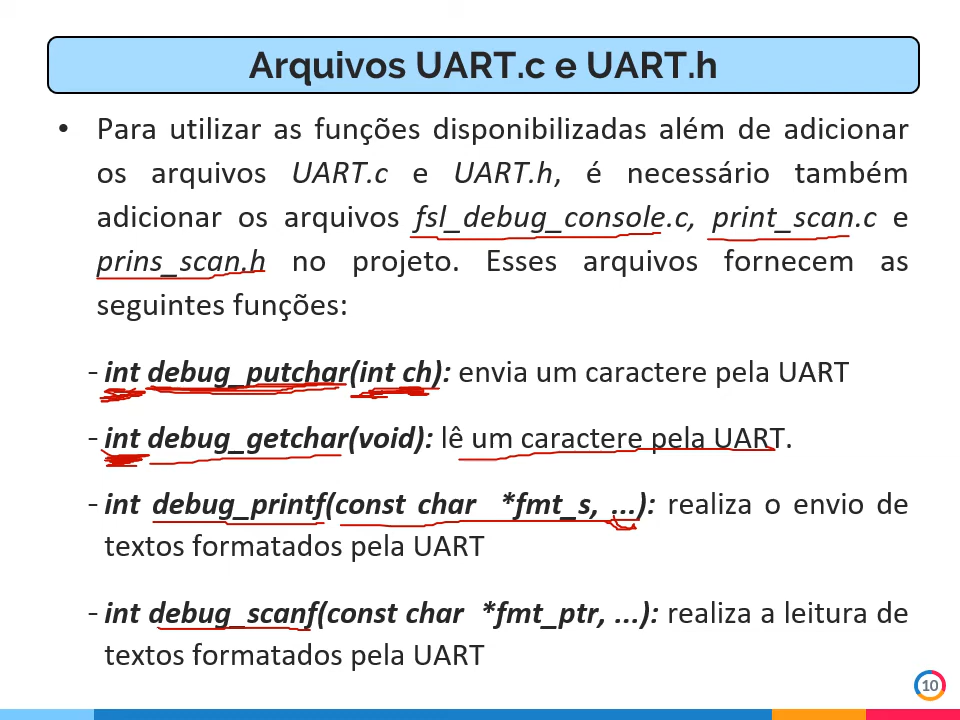 Arquivos UART.c e UART.h
• Para utilizar as funções disponibilizadas além de adicionar
os arquivos UART.c e UART.h, é necessário também
adicionar os arquivos fsl_debug_console.c, print_scan.c e
prins_scan.h no projeto. Esses arquivos fornecem as
seguintes funções:
- int debug_putchar(int ch): envia um caractere pela UART
- int debug_getchar(void): lê um caractere pela UART.
- int debug_printf(const char *fmt_s, ...): realiza o envio de
textos formatados pela UART
- int debug_scanf(const char *fmt_ptr, ...): realiza a leitura de
textos formatados pela UART
10